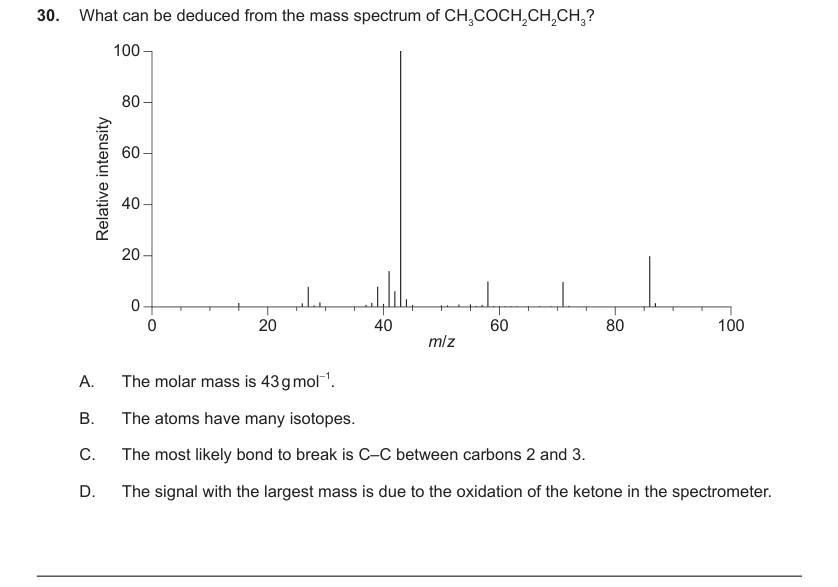 30. What can be deduced from the mass spectrum of CH₃COCH₂CH₂CH₃?
100
80
60
40
20
0
Relative intensity
0 20 40 60 80 100
m/z
A. The molar mass is 43 g mol⁻¹.
B. The atoms have many isotopes.
C. The most likely bond to break is C–C between carbons 2 and 3.
D. The signal with the largest mass is due to the oxidation of the ketone in the spectrometer.